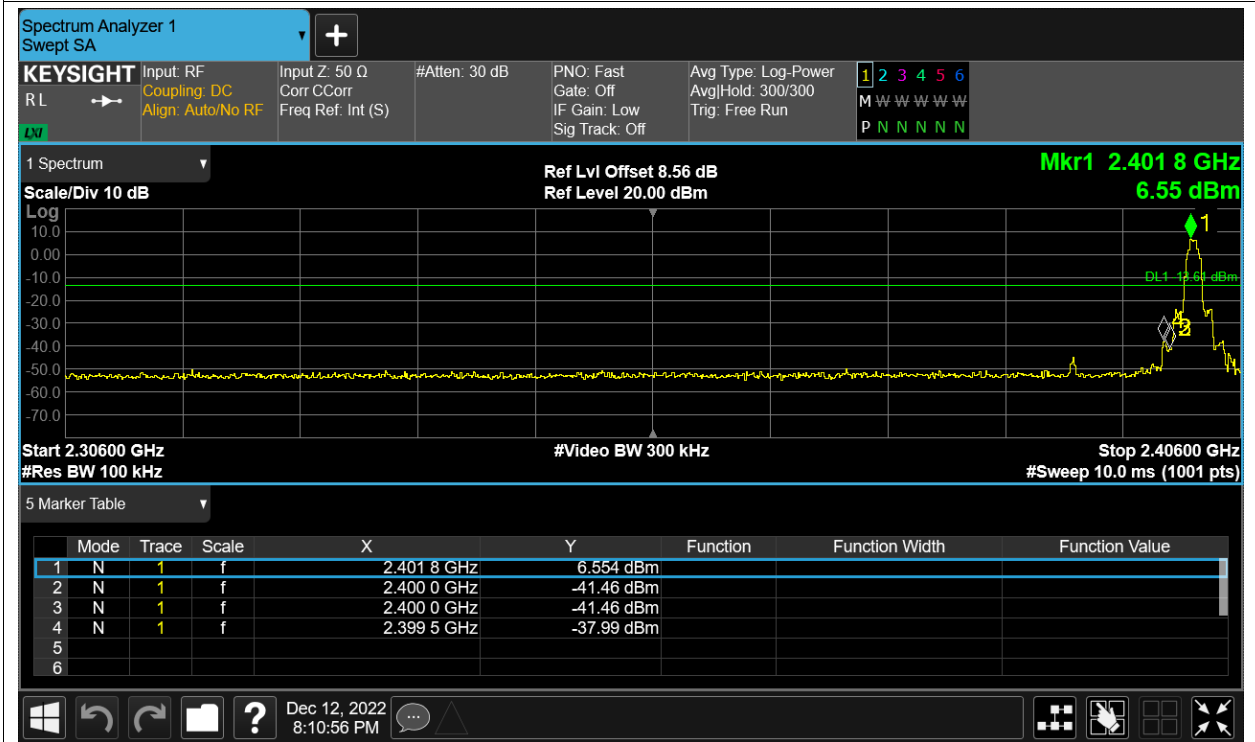 Spectrum Analyzer 1
Swept SA
KEYSIGHT
RL
LXI
Input: RF
Coupling: DC
Align: Auto/No RF
Input Z: 50 Ω
Corr CCorr
Freq Ref: Int (S)
#Atten: 30 dB
PNO: Fast
Gate: Off
IF Gain: Low
Sig Track: Off
Avg Type: Log-Power
Avg|Hold: 300/300
Trig: Free Run
1 2 3 4 5 6
M W W W W W
P N N N N N
1 Spectrum
Scale/Div 10 dB
Ref Lvl Offset 8.56 dB
Ref Level 20.00 dBm
Mkr1 2.401 8 GHz
6.55 dBm
Log
10.0
0.00
-10.0
-20.0
-30.0
-40.0
-50.0
-60.0
-70.0
1
DL1 -13.61 dBm
Start 2.30600 GHz
#Res BW 100 kHz
#Video BW 300 kHz
Stop 2.40600 GHz
#Sweep 10.0 ms (1001 pts)
5 Marker Table
Mode Trace Scale X Y Function Function Width Function Value
1 N 1 f 2.401 8 GHz 6.554 dBm
2 N 1 f 2.400 0 GHz -41.46 dBm
3 N 1 f 2.400 0 GHz -41.46 dBm
4 N 1 f 2.399 5 GHz -37.99 dBm
5
6
?
Dec 12, 2022
8:10:56 PM